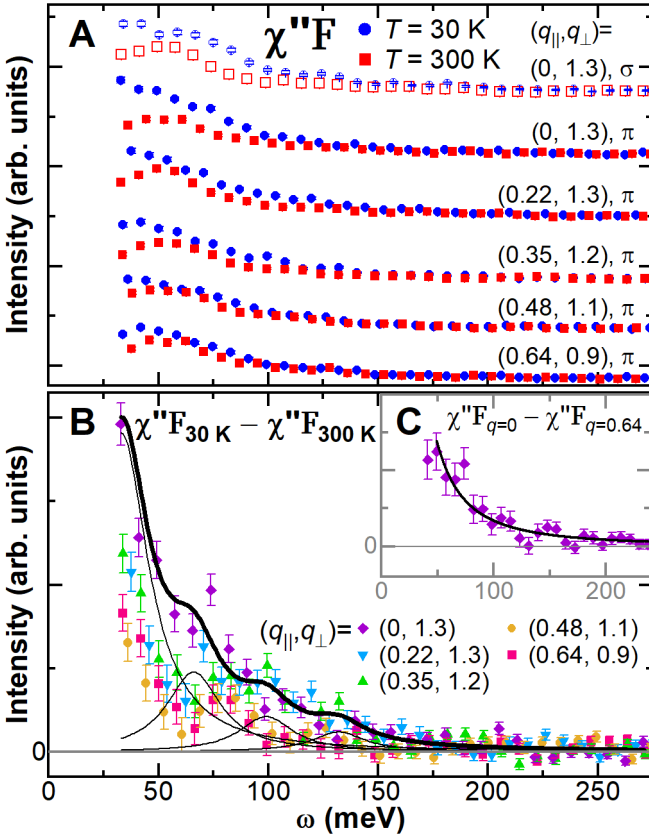 A χ''F T = 30 K (q||,q⊥)=
T = 300 K (0, 1.3), σ
(0, 1.3), π
(0.22, 1.3), π
(0.35, 1.2), π
(0.48, 1.1), π
(0.64, 0.9), π
Intensity (arb. units)
B χ''F30 K − χ''F300 K
C χ''Fq=0 − χ''Fq=0.64
0
0 100 200
(q||,q⊥)= (0, 1.3) (0.48, 1.1)
(0.22, 1.3) (0.64, 0.9)
(0.35, 1.2)
Intensity (arb. units)
0
0 50 100 150 200 250
ω (meV)